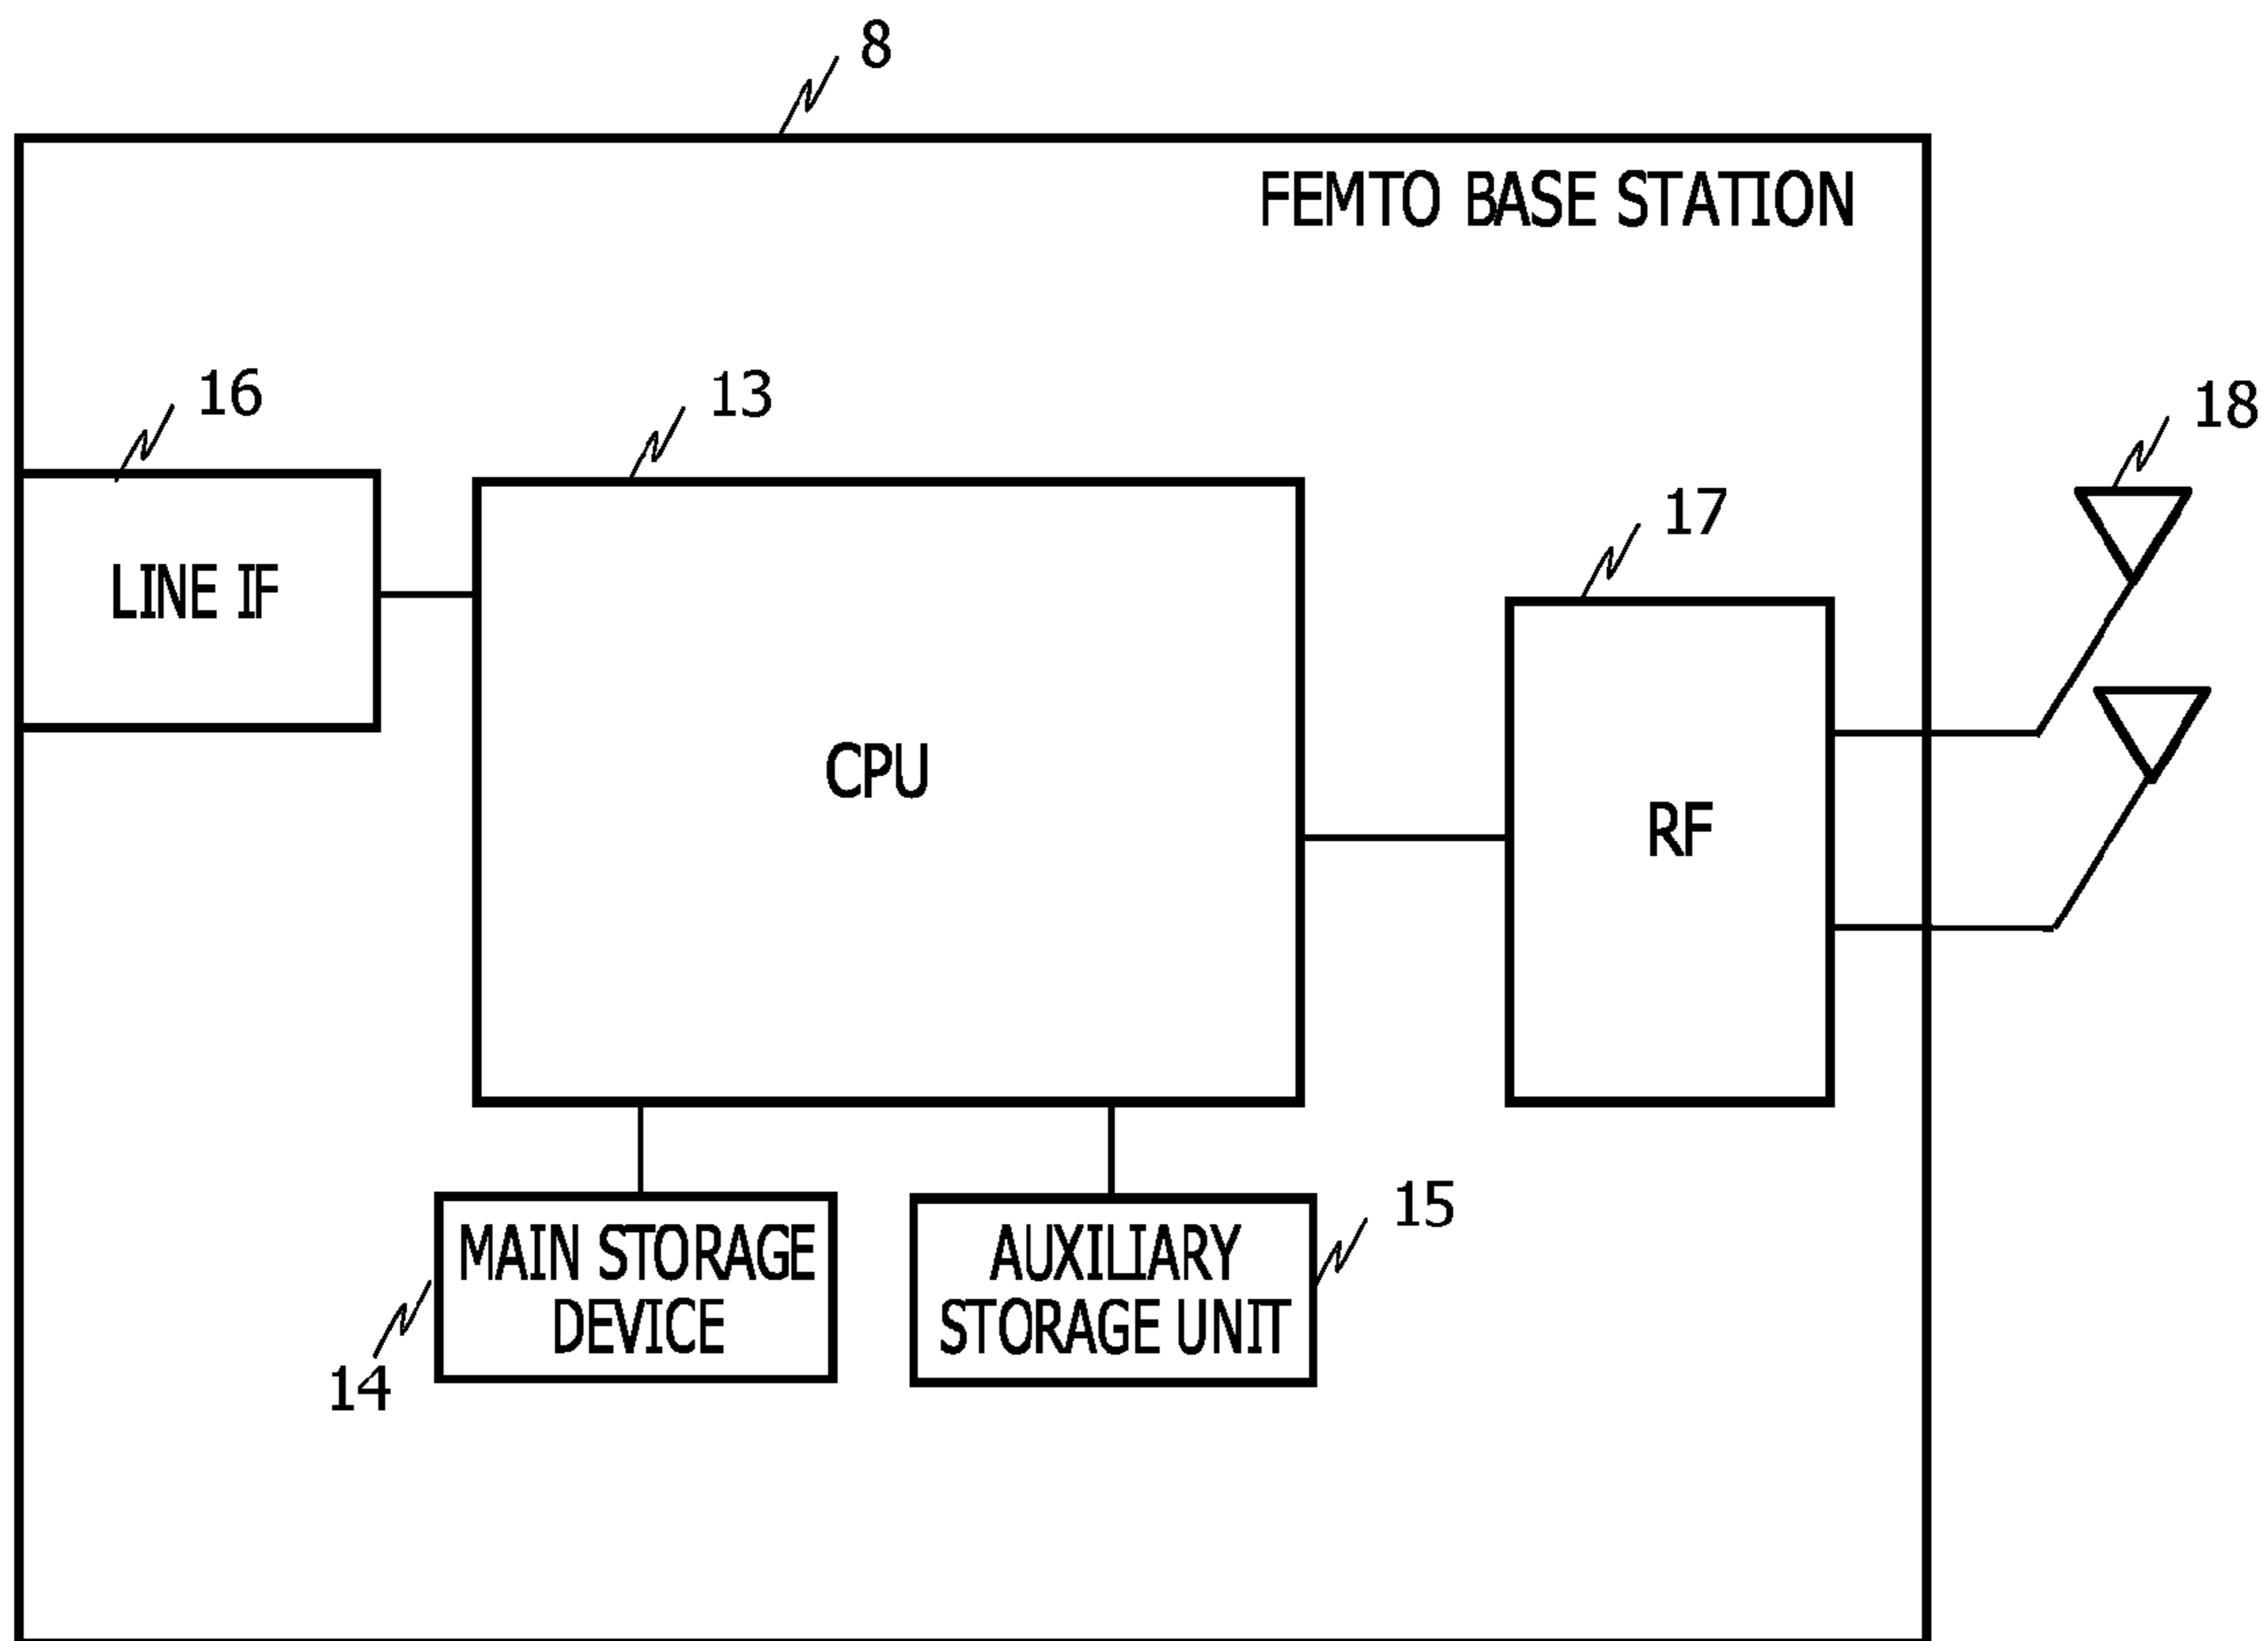 8
FEMTO BASE STATION
16
13
18
17
LINE IF
CPU
RF
MAIN STORAGE
DEVICE
14
AUXILIARY
STORAGE UNIT
15